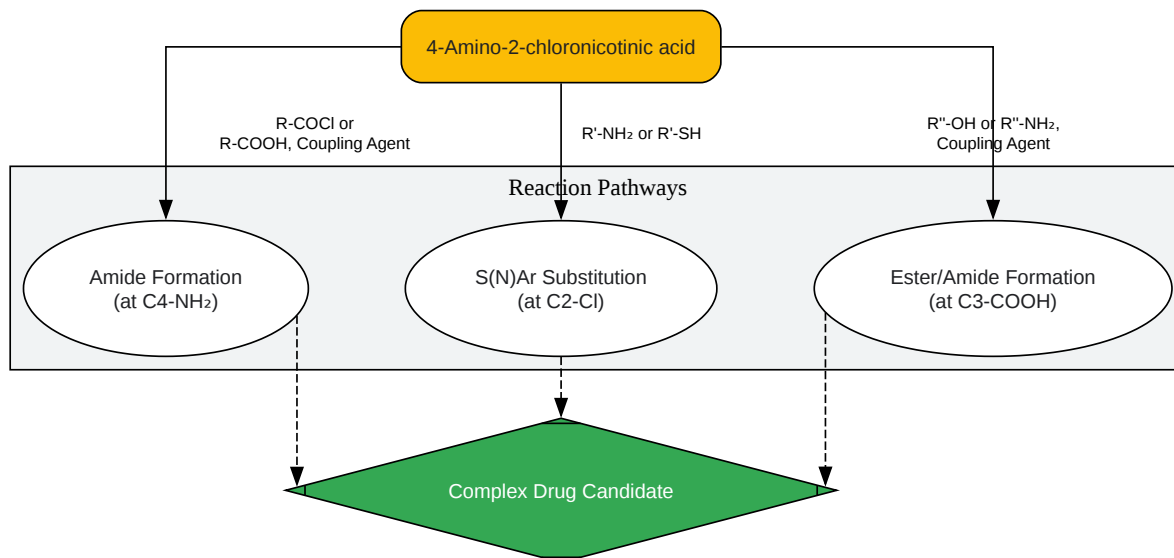 4-Amino-2-chloronicotinic acid
R-COCl or
R-COOH, Coupling Agent
R'-NH₂ or R'-SH
R''-OH or R''-NH₂,
Coupling Agent
Reaction Pathways
Amide Formation
(at C4-NH₂)
S(N)Ar Substitution
(at C2-Cl)
Ester/Amide Formation
(at C3-COOH)
Complex Drug Candidate